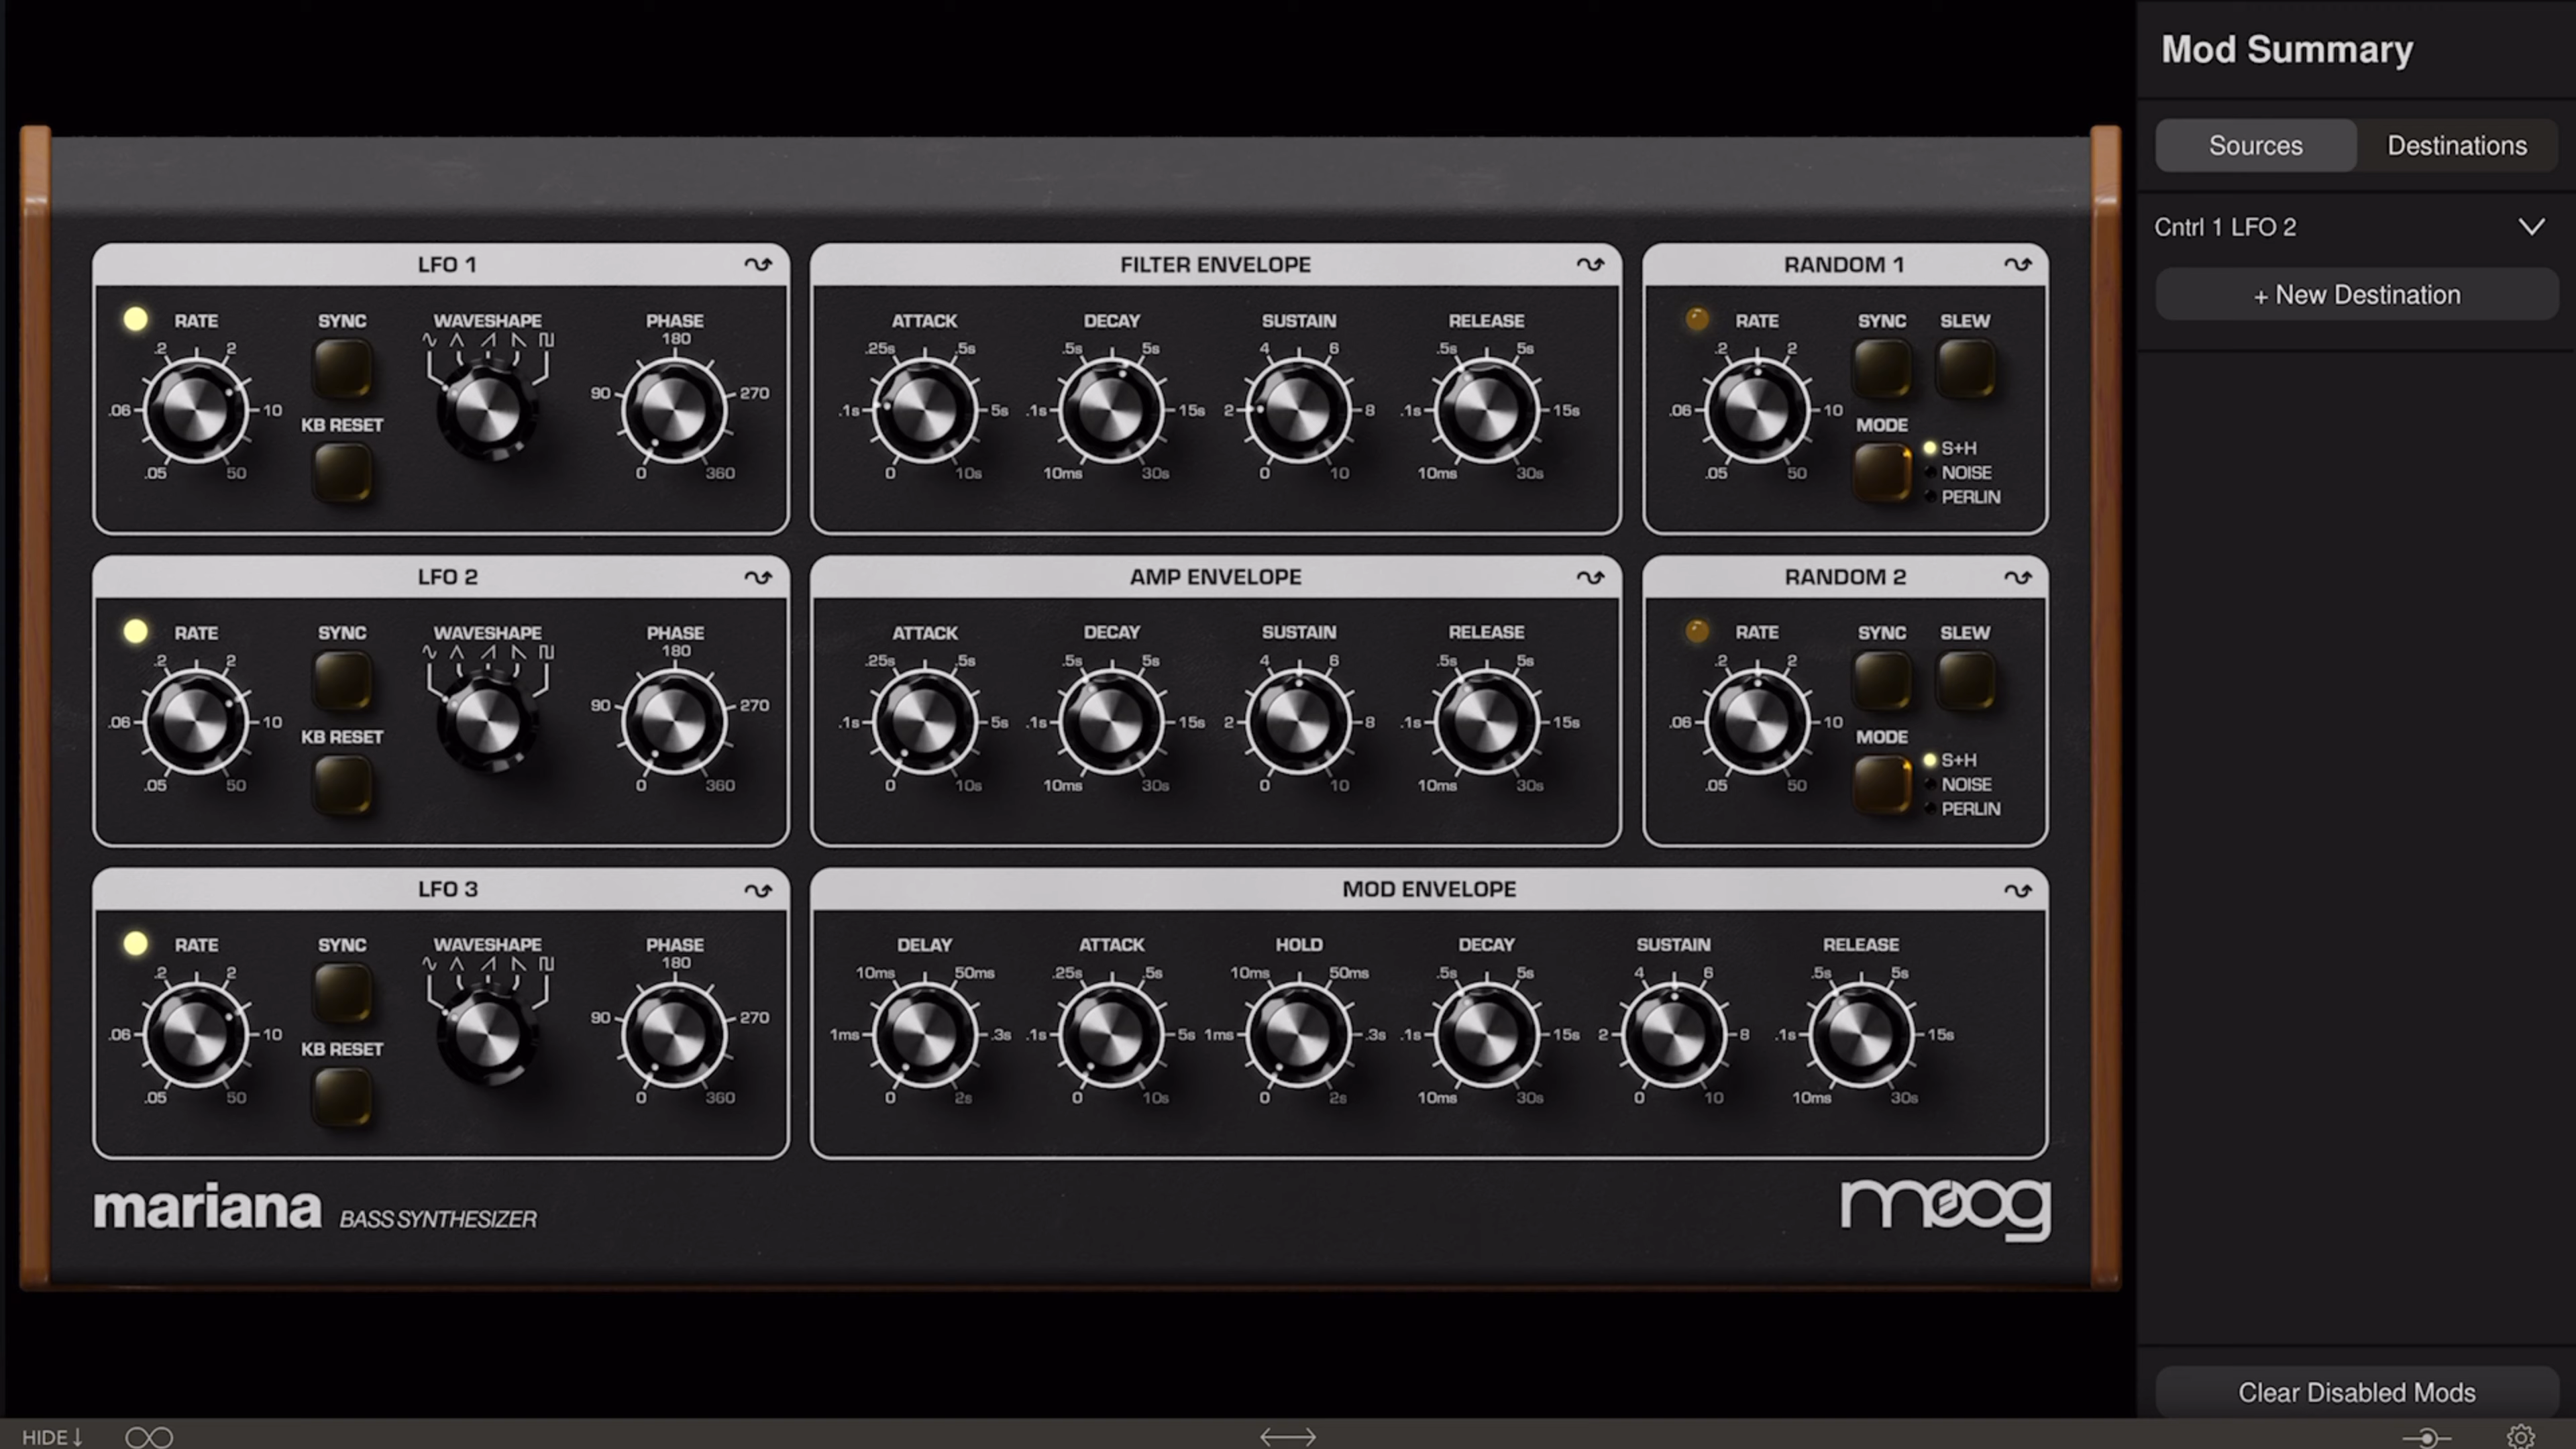 Mod Summary
Sources Destinations
Cntrl 1 LFO 2
+ New Destination
LFO 1
RATE SYNC WAVESHAPE PHASE
.2 2 180
.06 10 90 270
KB RESET
.05 50 0 360
FILTER ENVELOPE
ATTACK DECAY SUSTAIN RELEASE
.25s .5s .5s 5s 4 6 .5s 5s
.1s 5s .1s 15s 2 8 .1s 15s
0 10s 10ms 30s 0 10 10ms 30s
RANDOM 1
RATE SYNC SLEW
.2 2
.06 10
MODE
S+H
.05 50 NOISE
PERLIN
LFO 2
RATE SYNC WAVESHAPE PHASE
.2 2 180
.06 10 90 270
KB RESET
.05 50 0 360
AMP ENVELOPE
ATTACK DECAY SUSTAIN RELEASE
.25s .5s .5s 5s 4 6 .5s 5s
.1s 5s .1s 15s 2 8 .1s 15s
0 10s 10ms 30s 0 10 10ms 30s
RANDOM 2
RATE SYNC SLEW
.2 2
.06 10
MODE
S+H
.05 50 NOISE
PERLIN
LFO 3
RATE SYNC WAVESHAPE PHASE
.2 2 180
.06 10 90 270
KB RESET
.05 50 0 360
MOD ENVELOPE
DELAY ATTACK HOLD DECAY SUSTAIN RELEASE
10ms 50ms .25s .5s 10ms 50ms .5s 5s 4 6 .5s 5s
1ms .3s .1s 5s 1ms .3s .1s 15s 2 8 .1s 15s
0 2s 0 10s 0 2s 10ms 30s 0 10 10ms 30s
mariana BASS SYNTHESIZER
moog
Clear Disabled Mods
HIDE↓